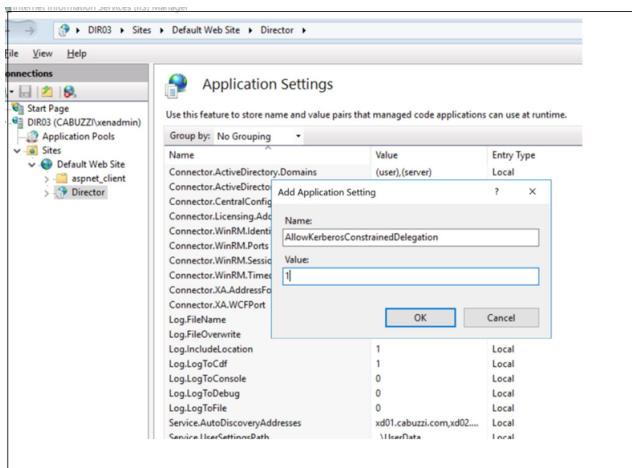 Internet Information Services (IIS) Manager
DIR03 ▸ Sites ▸ Default Web Site ▸ Director ▸
File View Help
onnections
Start Page
DIR03 (CABUZZI\xenadmin)
Application Pools
Sites
Default Web Site
aspnet_client
Director
Application Settings
Use this feature to store name and value pairs that managed code applications can use at runtime.
Group by: No Grouping
Name Value Entry Type
Connector.ActiveDirectory.Domains (user),(server) Local
Connector.ActiveDirecto
Connector.CentralConfig
Connector.Licensing.Add
Connector.WinRM.Identi
Connector.WinRM.Ports
Connector.WinRM.Sessio
Connector.WinRM.Timeo
Connector.XA.AddressFo
Connector.XA.WCFPort
Log.FileName
Log.FileOverwrite
Log.IncludeLocation 1 Local
Log.LogToCdf 1 Local
Log.LogToConsole 0 Local
Log.LogToDebug 0 Local
Log.LogToFile 0 Local
Service.AutoDiscoveryAddresses xd01.cabuzzi.com,xd02.... Local
Service.UserSettingsPath ..\UserData Local
Add Application Setting ? ×
Name:
AllowKerberosConstrainedDelegation
Value:
1
OK Cancel